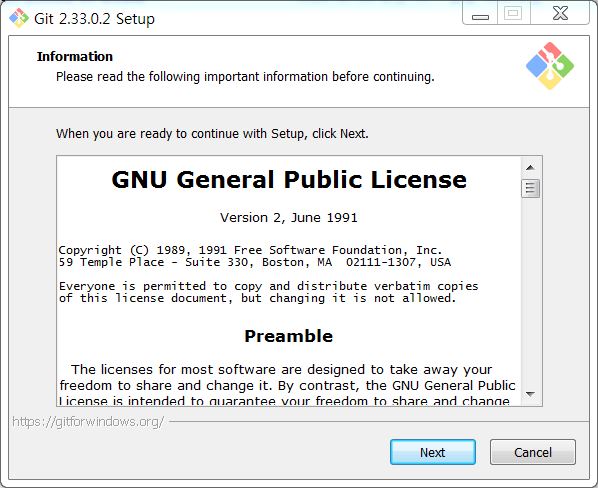 Git 2.33.0.2 Setup
Information
Please read the following important information before continuing.
When you are ready to continue with Setup, click Next.
GNU General Public License
Version 2, June 1991
Copyright (C) 1989, 1991 Free Software Foundation, Inc.
59 Temple Place - Suite 330, Boston, MA  02111-1307, USA
Everyone is permitted to copy and distribute verbatim copies
of this license document, but changing it is not allowed.
Preamble
The licenses for most software are designed to take away your
freedom to share and change it. By contrast, the GNU General Public
License is intended to guarantee your freedom to share and change
https://gitforwindows.org/
Next
Cancel